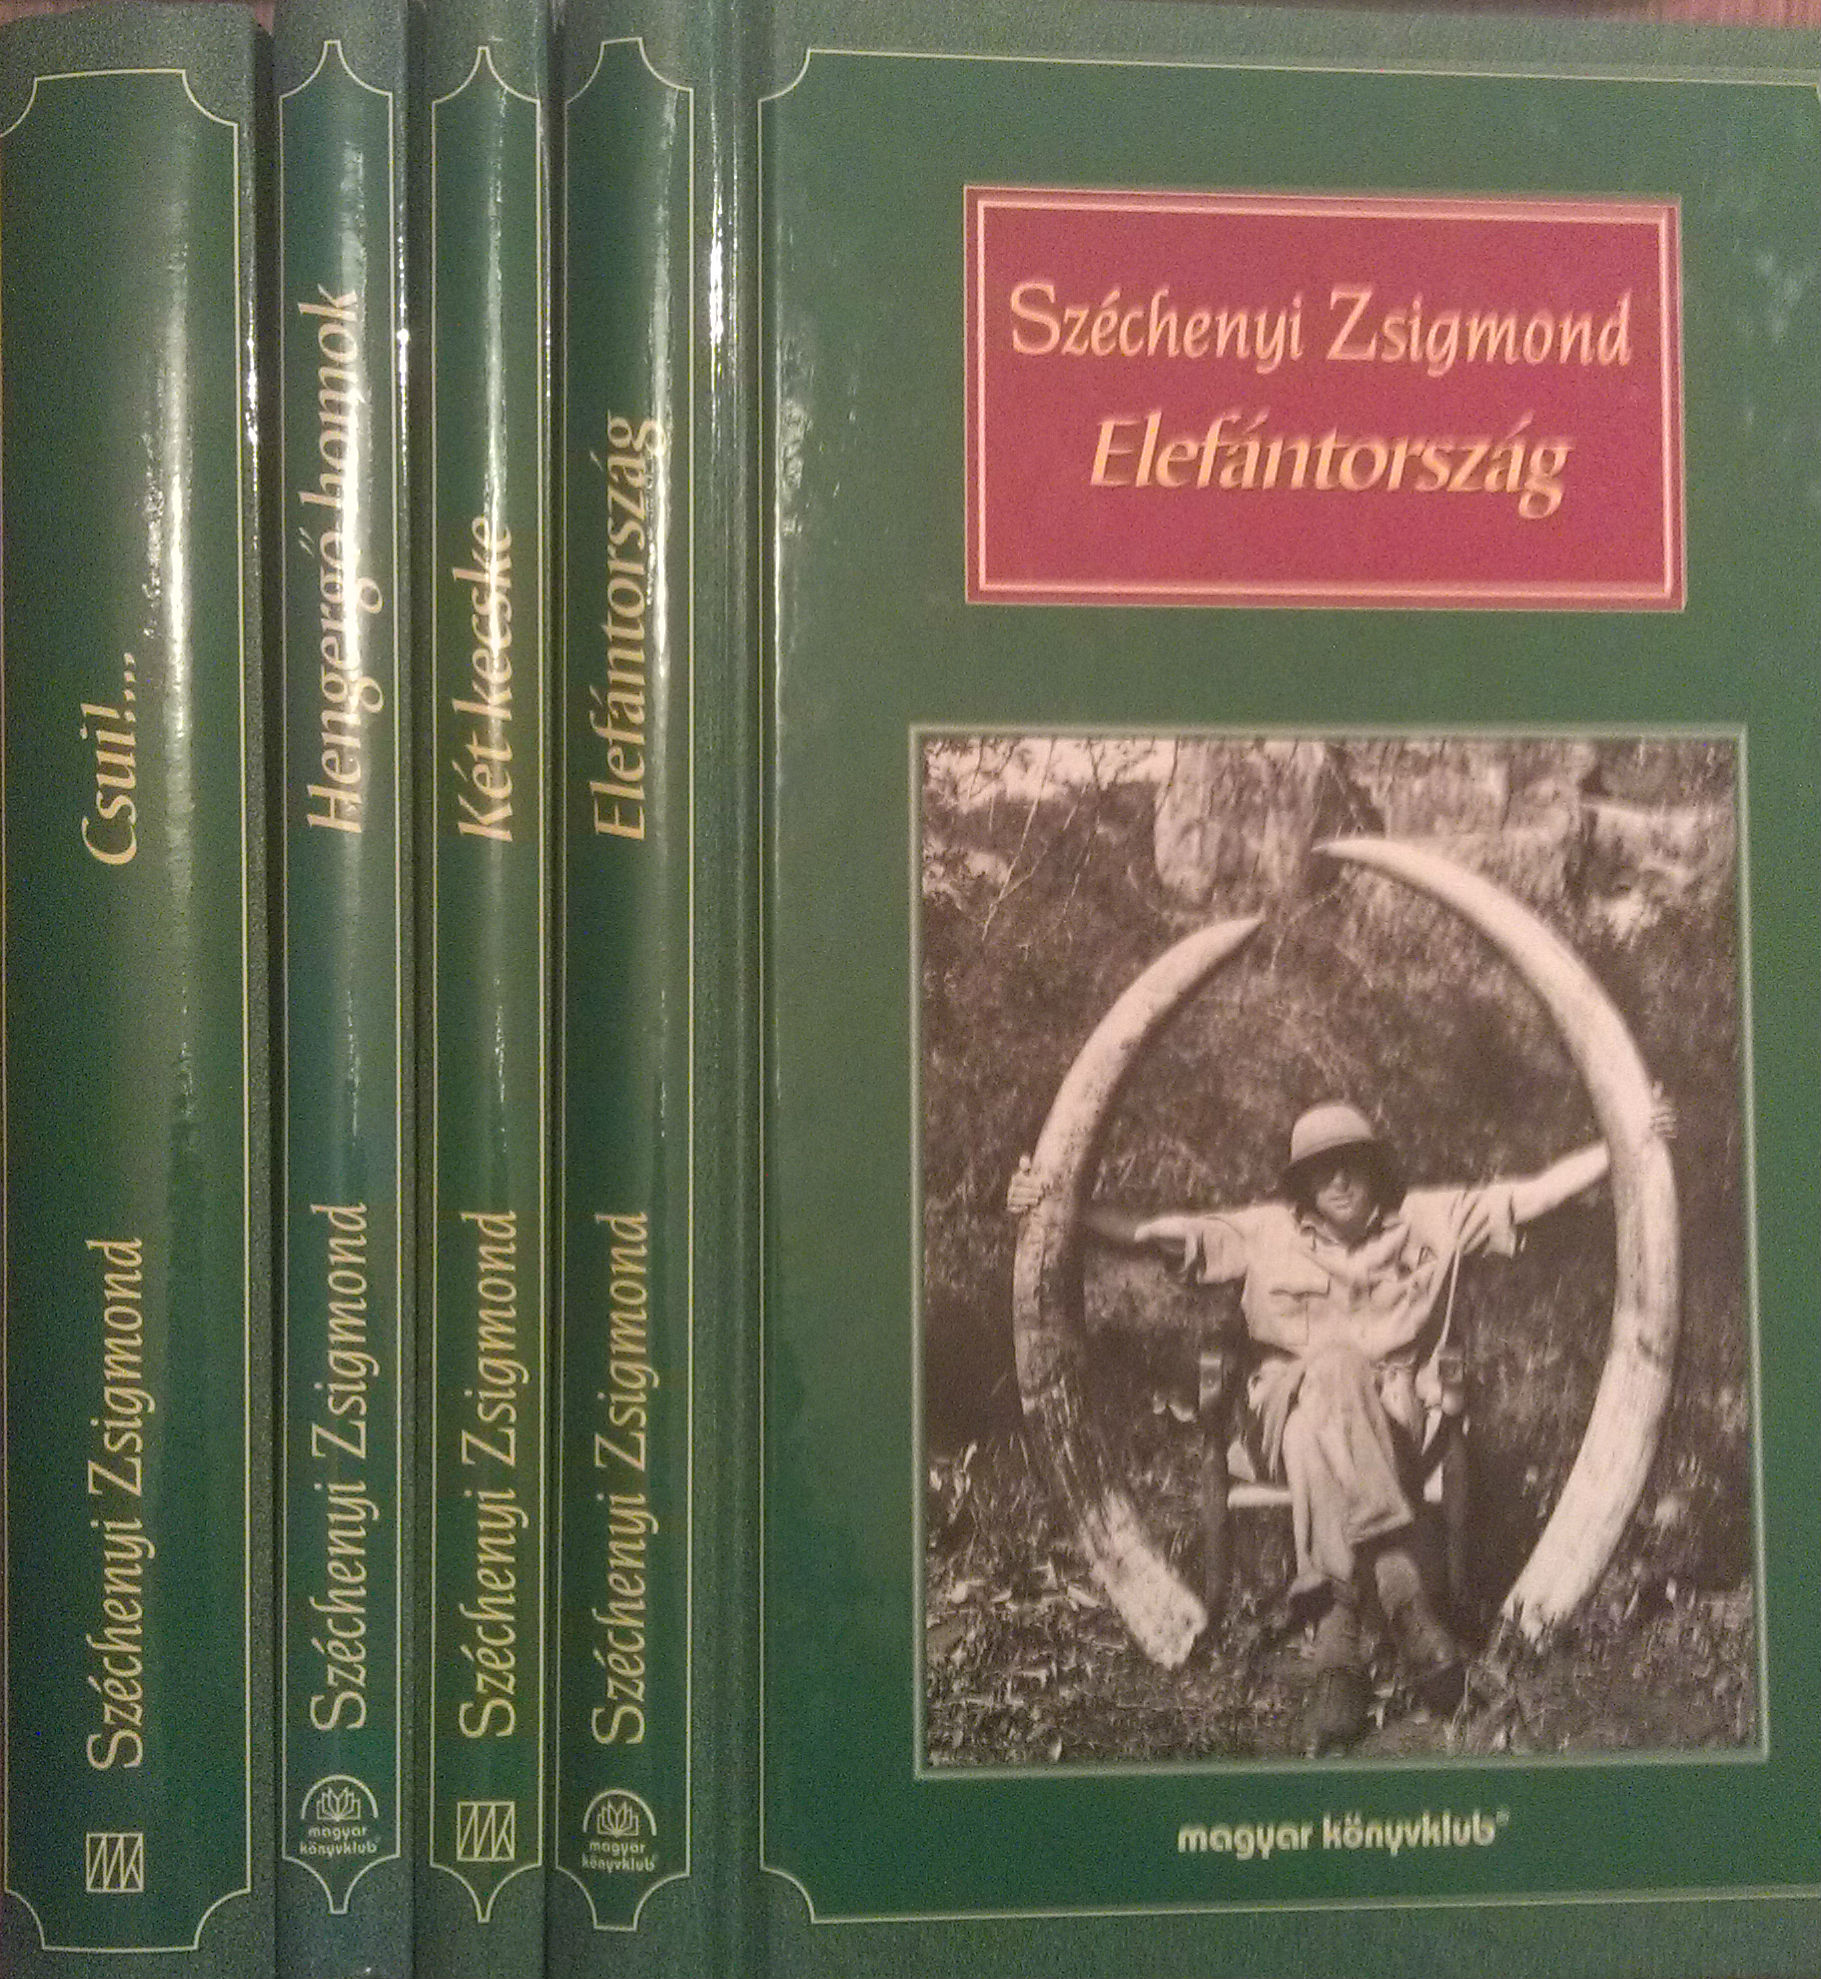 Széchenyi Zsigmond
Csui!...
Széchenyi Zsigmond
Hengergő homok
magyar
könyvklub®
Széchenyi Zsigmond
Két kecske
Széchenyi Zsigmond
Elefántország
magyar
könyvklub®
Széchenyi Zsigmond
Elefántország
magyar könyvklub®